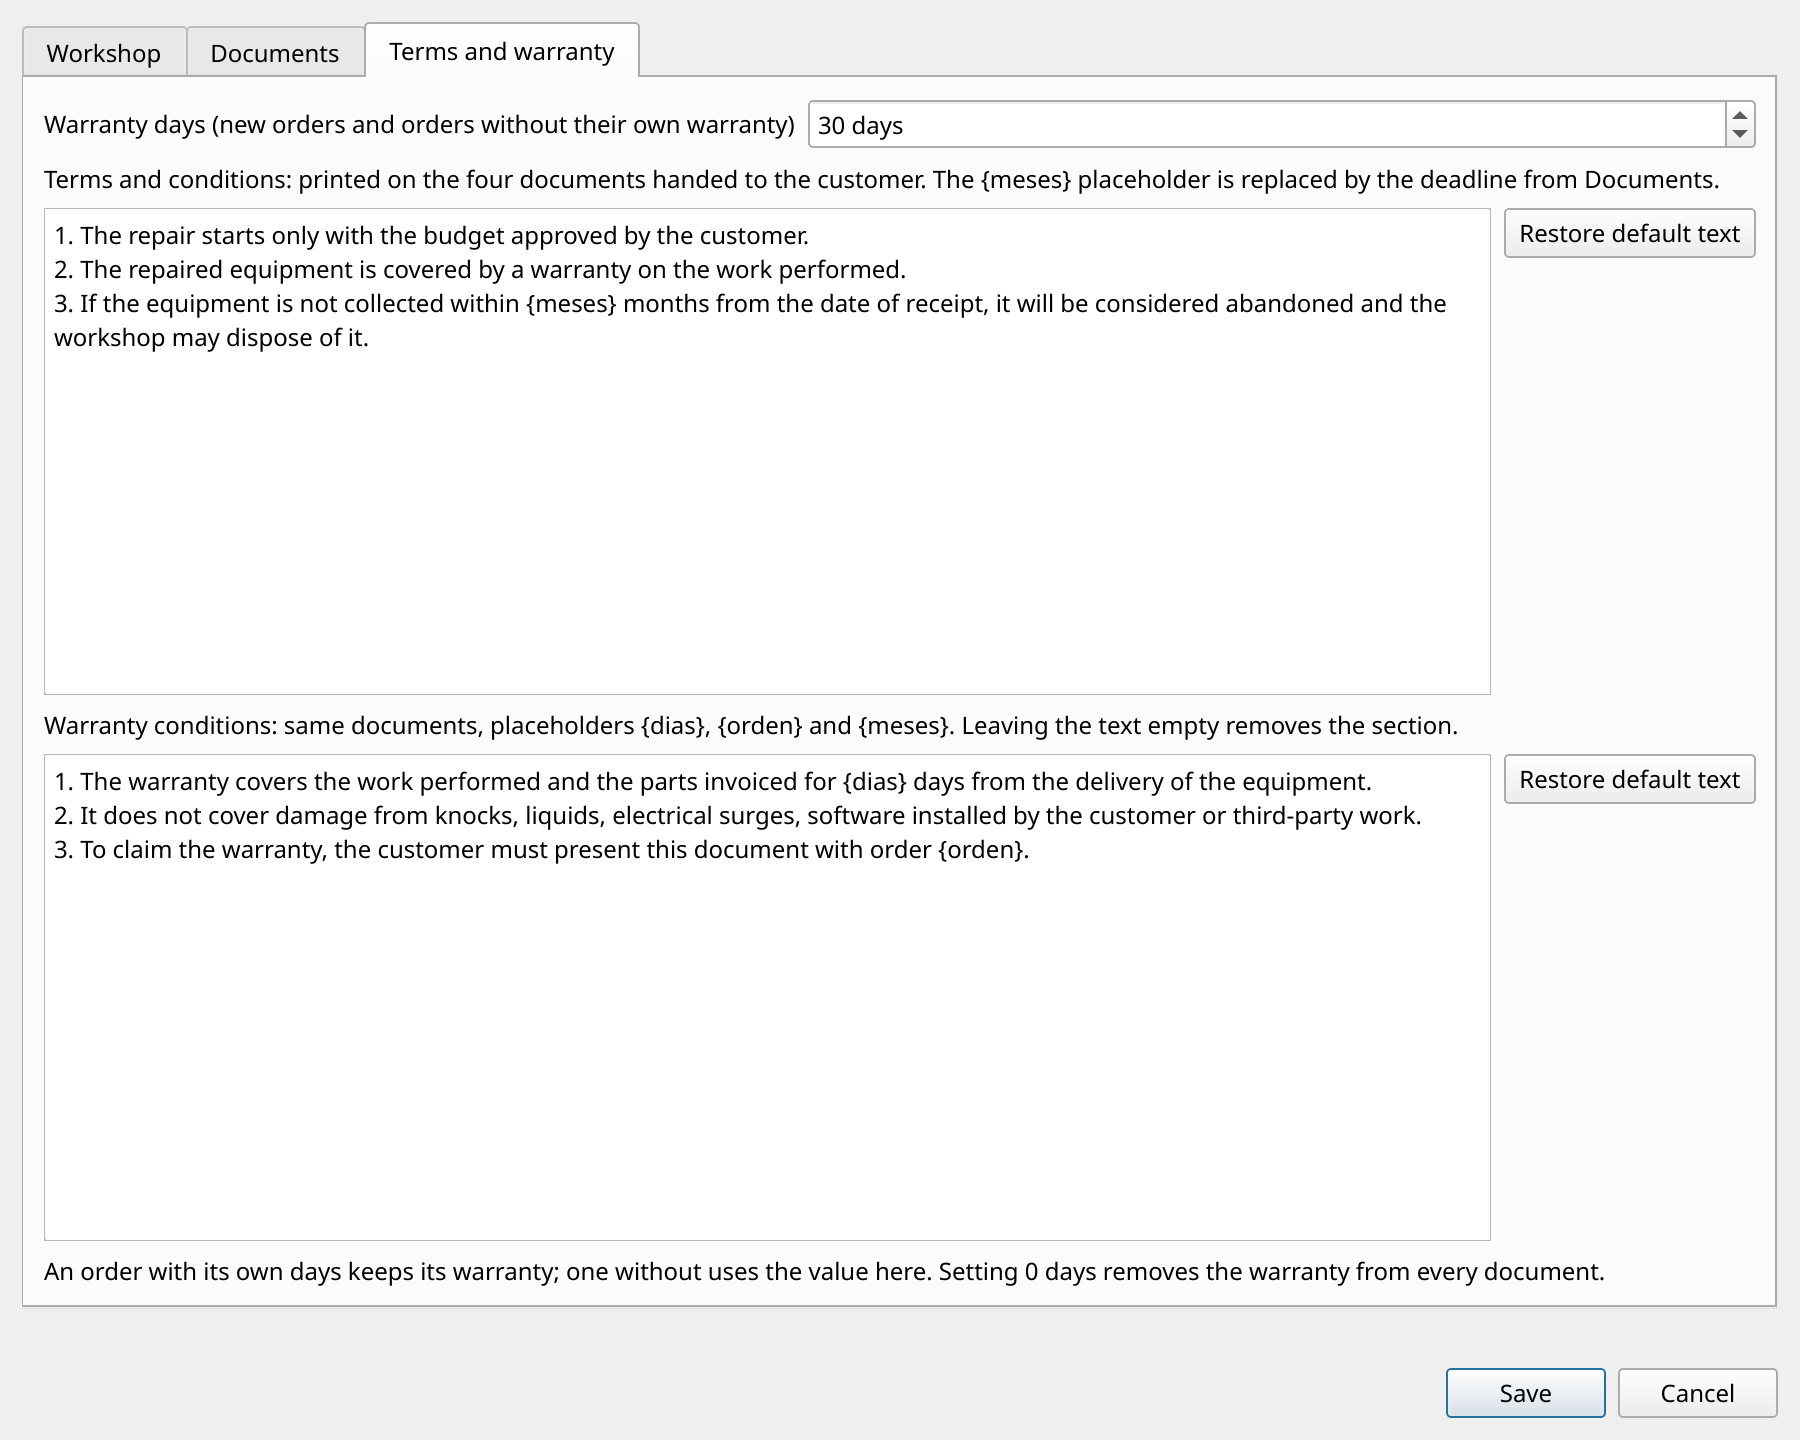 Workshop
Documents
Terms and warranty
Warranty days (new orders and orders without their own warranty)
30 days
Terms and conditions: printed on the four documents handed to the customer. The {meses} placeholder is replaced by the deadline from Documents.
1. The repair starts only with the budget approved by the customer.
2. The repaired equipment is covered by a warranty on the work performed.
3. If the equipment is not collected within {meses} months from the date of receipt, it will be considered abandoned and the
workshop may dispose of it.
Restore default text
Warranty conditions: same documents, placeholders {dias}, {orden} and {meses}. Leaving the text empty removes the section.
1. The warranty covers the work performed and the parts invoiced for {dias} days from the delivery of the equipment.
2. It does not cover damage from knocks, liquids, electrical surges, software installed by the customer or third-party work.
3. To claim the warranty, the customer must present this document with order {orden}.
Restore default text
An order with its own days keeps its warranty; one without uses the value here. Setting 0 days removes the warranty from every document.
Save
Cancel